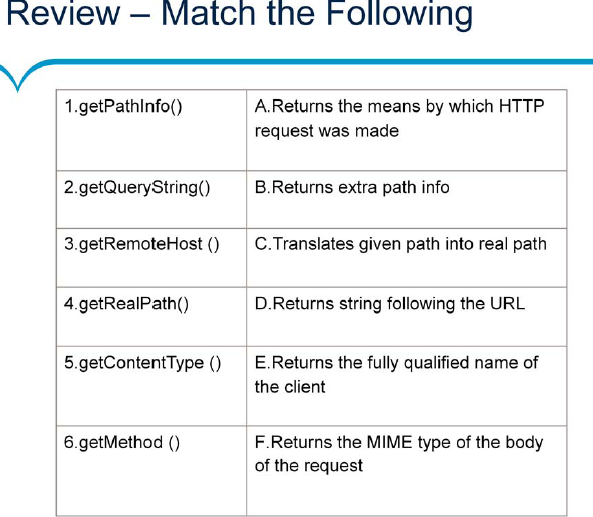 Review – Match the Following
1.getPathInfo()
A.Returns the means by which HTTP
request was made
2.getQueryString()
B.Returns extra path info
3.getRemoteHost ()
C.Translates given path into real path
4.getRealPath()
D.Returns string following the URL
5.getContentType ()
E.Returns the fully qualified name of
the client
6.getMethod ()
F.Returns the MIME type of the body
of the request